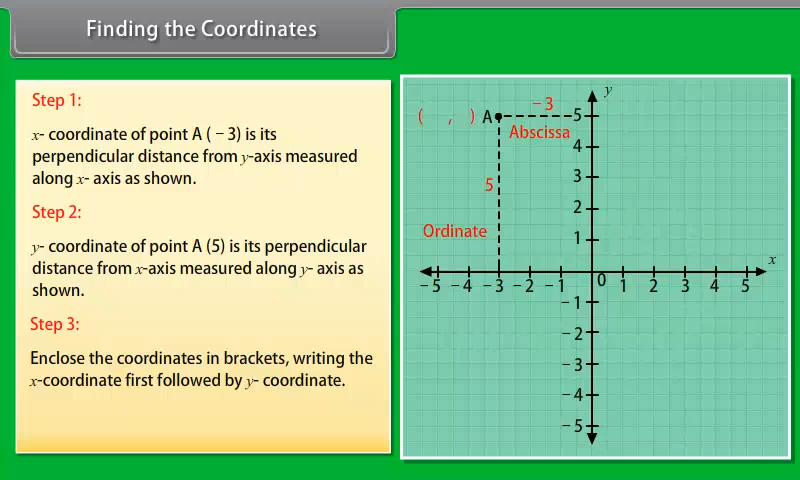 Finding the Coordinates
Step 1:
x- coordinate of point A ( − 3) is its
perpendicular distance from y-axis measured
along x- axis as shown.
Step 2:
y- coordinate of point A (5) is its perpendicular
distance from x-axis measured along y- axis as
shown.
Step 3:
Enclose the coordinates in brackets, writing the
x-coordinate first followed by y- coordinate.
y
− 3
( , ) A 5
Abscissa
4
3
5
2
Ordinate 1
x
− 5 − 4 − 3 − 2 − 1 0 1 2 3 4 5
− 1
− 2
− 3
− 4
− 5